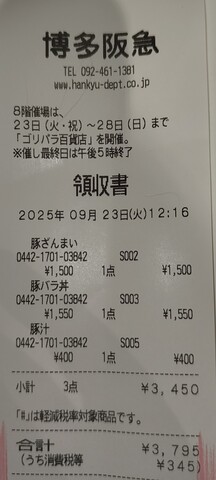 博多阪急
TEL 092-461-1381
www.hankyu-dept.co.jp
8階催場は、
23日(火・祝)～28日(日)まで
「ゴリパラ百貨店」を開催。
※催し最終日は午後5時終了
領収書
2025年 09月 23日(火)12:16
豚ざんまい
0442-1701-03842 S002
¥1,500 1点 ¥1,500
豚バラ丼
0442-1701-03842 S003
¥1,550 1点 ¥1,550
豚汁
0442-1701-03842 S005
¥400 1点 ¥400
小計 3点 ¥3,450
「#」は軽減税率対象商品です。
合計 ¥3,795
(うち消費税等 ¥345)